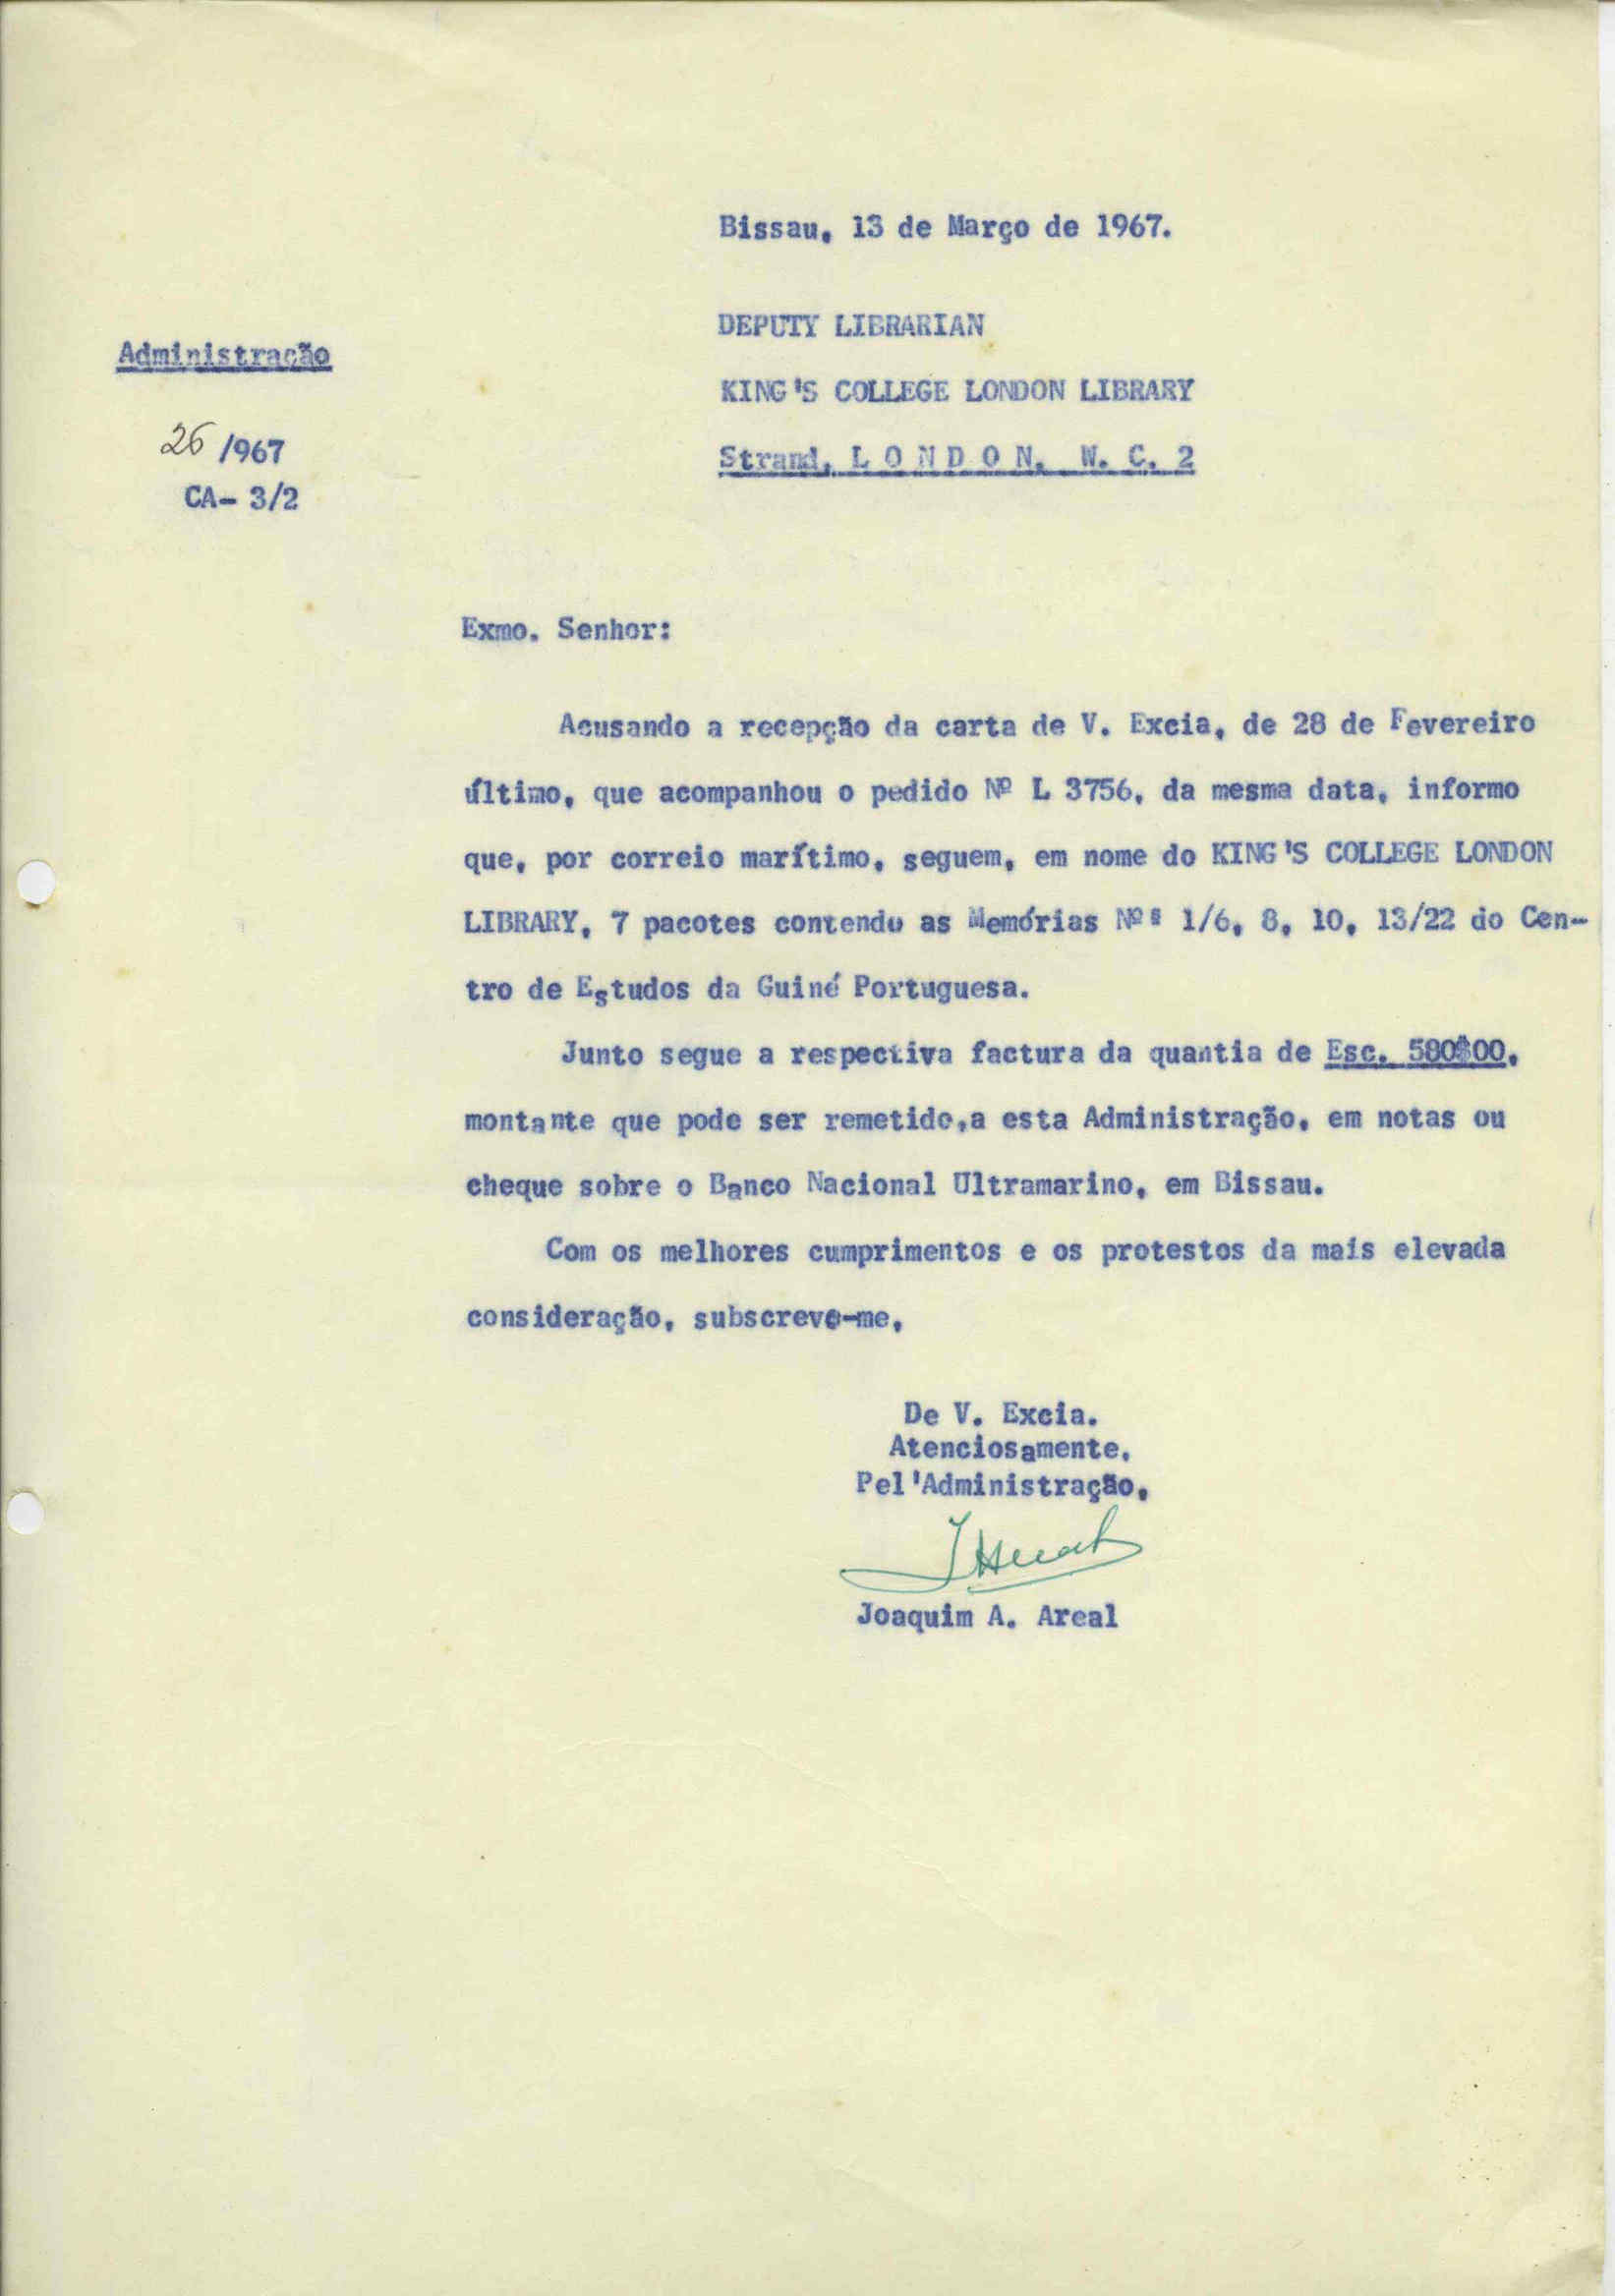 Bissau, 13 de Março de 1967.
DEPUTY LIBRARIAN
Administração
KING'S COLLEGE LONDON LIBRARY
26/967
Strand, L O N D O N, W. C. 2
CA- 3/2
Exmo. Senhor:
Acusando a recepção da carta de V. Excia, de 28 de Fevereiro
último, que acompanhou o pedido Nº L 3756, da mesma data, informo
que, por correio marítimo, seguem, em nome do KING'S COLLEGE LONDON
LIBRARY, 7 pacotes contendo as Memórias Nºs 1/6, 8, 10, 13/22 do Cen-
tro de Estudos da Guiné Portuguesa.
Junto segue a respectiva factura da quantia de Esc. 580$00,
montante que pode ser remetido,a esta Administração, em notas ou
cheque sobre o Banco Nacional Ultramarino, em Bissau.
Com os melhores cumprimentos e os protestos da mais elevada
consideração, subscreve-me,
De V. Excia.
Atenciosamente,
Pel'Administração,
Joaquim A. Areal